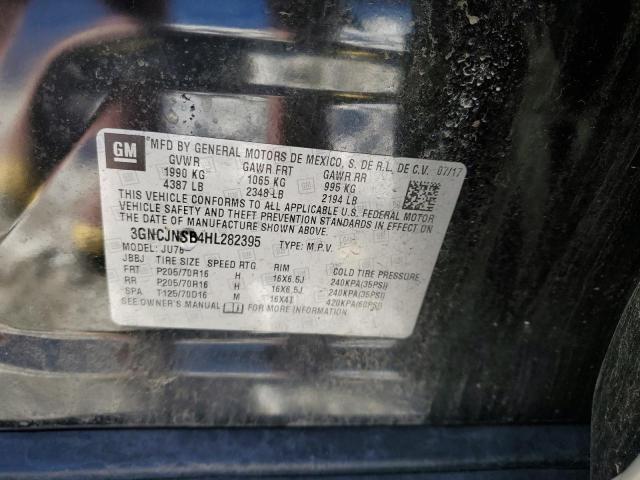 GM
MFD BY GENERAL MOTORS DE MEXICO, S. DE R.L. DE C.V. 07/17
GVWR GAWR FRT GAWR RR
1990 KG 1065 KG 995 KG
4387 LB 2348 LB 2194 LB
THIS VEHICLE CONFORMS TO ALL APPLICABLE U.S. FEDERAL MOTOR
VEHICLE SAFETY AND THEFT PREVENTION STANDARDS IN EFFECT ON
THE DATE OF MANUFACTURE SHOWN ABOVE.
3GNCJNSB4HL282395 TYPE: M.P.V.
MODEL: JU76
JBBJ TIRE SIZE SPEED RTG RIM COLD TIRE PRESSURE
FRT P205/70R16 H 16X6.5J 240KPA(35PSI)
RR P205/70R16 H 16X6.5J 240KPA(35PSI)
SPA T125/70D16 M 16X4T 420KPA(60PSI)
SEE OWNER'S MANUAL FOR MORE INFORMATION.